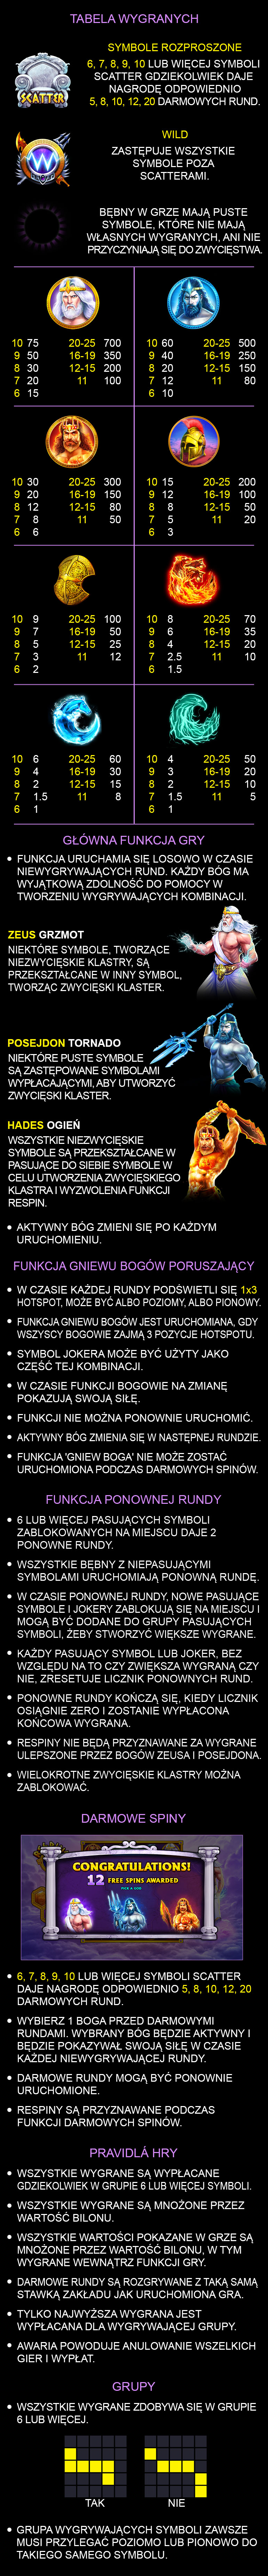 TABELA WYGRANYCH
SYMBOLE ROZPROSZONE
6, 7, 8, 9, 10 LUB WIĘCEJ SYMBOLI
SCATTER GDZIEKOLWIEK DAJE
NAGRODĘ ODPOWIEDNIO
5, 8, 10, 12, 20 DARMOWYCH RUND.
SCATTER
WILD
ZASTĘPUJE WSZYSTKIE
SYMBOLE POZA
SCATTERAMI.
W
BĘBNY W GRZE MAJĄ PUSTE
SYMBOLE, KTÓRE NIE MAJĄ
WŁASNYCH WYGRANYCH, ANI NIE
PRZYCZYNIAJĄ SIĘ DO ZWYCIĘSTWA.
10 75 20-25 700
9 50 16-19 350
8 30 12-15 200
7 20 11 100
6 15
10 60 20-25 500
9 40 16-19 250
8 20 12-15 150
7 12 11 80
6 10
10 30 20-25 300
9 20 16-19 150
8 12 12-15 80
7 8 11 50
6 6
10 15 20-25 200
9 12 16-19 100
8 8 12-15 50
7 5 11 20
6 3
10 9 20-25 100
9 7 16-19 50
8 5 12-15 25
7 3 11 12
6 2
10 8 20-25 70
9 6 16-19 35
8 4 12-15 20
7 2.5 11 10
6 1.5
10 6 20-25 60
9 4 16-19 30
8 2 12-15 15
7 1.5 11 8
6 1
10 4 20-25 50
9 3 16-19 20
8 2 12-15 10
7 1.5 11 5
6 1
GŁÓWNA FUNKCJA GRY
• FUNKCJA URUCHAMIA SIĘ LOSOWO W CZASIE
NIEWYGRYWAJĄCYCH RUND. KAŻDY BÓG MA
WYJĄTKOWĄ ZDOLNOŚĆ DO POMOCY W
TWORZENIU WYGRYWAJĄCYCH KOMBINACJI.
ZEUS GRZMOT
NIEKTÓRE SYMBOLE, TWORZĄCE
NIEZWYCIĘSKIE KLASTRY, SĄ
PRZEKSZTAŁCANE W INNY SYMBOL,
TWORZĄC ZWYCIĘSKI KLASTER.
POSEJDON TORNADO
NIEKTÓRE PUSTE SYMBOLE
SĄ ZASTĘPOWANE SYMBOLAMI
WYPŁACAJĄCYMI, ABY UTWORZYĆ
ZWYCIĘSKI KLASTER.
HADES OGIEŃ
WSZYSTKIE NIEZWYCIĘSKIE
SYMBOLE SĄ PRZEKSZTAŁCANE W
PASUJĄCE DO SIEBIE SYMBOLE W
CELU UTWORZENIA ZWYCIĘSKIEGO
KLASTRA I WYZWOLENIA FUNKCJI
RESPIN.
• AKTYWNY BÓG ZMIENI SIĘ PO KAŻDYM
URUCHOMIENIU.
FUNKCJA GNIEWU BOGÓW PORUSZAJĄCY
• W CZASIE KAŻDEJ RUNDY PODŚWIETLI SIĘ 1x3
HOTSPOT, MOŻE BYĆ ALBO POZIOMY, ALBO PIONOWY.
• FUNKCJA GNIEWU BOGÓW JEST URUCHOMIANA, GDY
WSZYSCY BOGOWIE ZAJMĄ 3 POZYCJE HOTSPOTU.
• SYMBOL JOKERA MOŻE BYĆ UŻYTY JAKO
CZĘŚĆ TEJ KOMBINACJI.
• W CZASIE FUNKCJI BOGOWIE NA ZMIANĘ
POKAZUJĄ SWOJĄ SIŁĘ.
• FUNKCJI NIE MOŻNA PONOWNIE URUCHOMIĆ.
• AKTYWNY BÓG ZMIENIA SIĘ W NASTĘPNEJ RUNDZIE.
• FUNKCJA 'GNIEW BOGA' NIE MOŻE ZOSTAĆ
URUCHOMIONA PODCZAS DARMOWYCH SPINÓW.
FUNKCJA PONOWNEJ RUNDY
• 6 LUB WIĘCEJ PASUJĄCYCH SYMBOLI
ZABLOKOWANYCH NA MIEJSCU DAJE 2
PONOWNE RUNDY.
• WSZYSTKIE BĘBNY Z NIEPASUJĄCYMI
SYMBOLAMI URUCHOMIAJĄ PONOWNĄ RUNDĘ.
• W CZASIE PONOWNEJ RUNDY, NOWE PASUJĄCE
SYMBOLE I JOKERY ZABLOKUJĄ SIĘ NA MIEJSCU I
MOGĄ BYĆ DODANE DO GRUPY PASUJĄCYCH
SYMBOLI, ŻEBY STWORZYĆ WIĘKSZE WYGRANE.
• KAŻDY PASUJĄCY SYMBOL LUB JOKER, BEZ
WZGLĘDU NA TO CZY ZWIĘKSZA WYGRANĄ CZY
NIE, ZRESETUJE LICZNIK PONOWNYCH RUND.
• PONOWNE RUNDY KOŃCZĄ SIĘ, KIEDY LICZNIK
OSIĄGNIE ZERO I ZOSTANIE WYPŁACONA
KOŃCOWA WYGRANA.
• RESPINY NIE BĘDĄ PRZYZNAWANE ZA WYGRANE
ULEPSZONE PRZEZ BOGÓW ZEUSA I POSEJDONA.
• WIELOKROTNE ZWYCIĘSKIE KLASTRY MOŻNA
ZABLOKOWAĆ.
DARMOWE SPINY
CONGRATULATIONS!
12 FREE SPINS AWARDED
PICK A GOD
• 6, 7, 8, 9, 10 LUB WIĘCEJ SYMBOLI SCATTER
DAJE NAGRODĘ ODPOWIEDNIO 5, 8, 10, 12, 20
DARMOWYCH RUND.
• WYBIERZ 1 BOGA PRZED DARMOWYMI
RUNDAMI. WYBRANY BÓG BĘDZIE AKTYWNY I
BĘDZIE POKAZYWAŁ SWOJĄ SIŁĘ W CZASIE
KAŻDEJ NIEWYGRYWAJĄCEJ RUNDY.
• DARMOWE RUNDY MOGĄ BYĆ PONOWNIE
URUCHOMIONE.
• RESPINY SĄ PRZYZNAWANE PODCZAS
FUNKCJI DARMOWYCH SPINÓW.
PRAVIDLÁ HRY
• WSZYSTKIE WYGRANE SĄ WYPŁACANE
GDZIEKOLWIEK W GRUPIE 6 LUB WIĘCEJ SYMBOLI.
• WSZYSTKIE WYGRANE SĄ MNOŻONE PRZEZ
WARTOŚĆ BILONU.
• WSZYSTKIE WARTOŚCI POKAZANE W GRZE SĄ
MNOŻONE PRZEZ WARTOŚĆ BILONU, W TYM
WYGRANE WEWNĄTRZ FUNKCJI GRY.
• DARMOWE RUNDY SĄ ROZGRYWANE Z TAKĄ SAMĄ
STAWKĄ ZAKŁADU JAK URUCHOMIONA GRA.
• TYLKO NAJWYŻSZA WYGRANA JEST
WYPŁACANA DLA WYGRYWAJĄCEJ GRUPY.
• AWARIA POWODUJE ANULOWANIE WSZELKICH
GIER I WYPŁAT.
GRUPY
• WSZYSTKIE WYGRANE ZDOBYWA SIĘ W GRUPIE
6 LUB WIĘCEJ.
TAK NIE
• GRUPA WYGRYWAJĄCYCH SYMBOLI ZAWSZE
MUSI PRZYLEGAĆ POZIOMO LUB PIONOWO DO
TAKIEGO SAMEGO SYMBOLU.